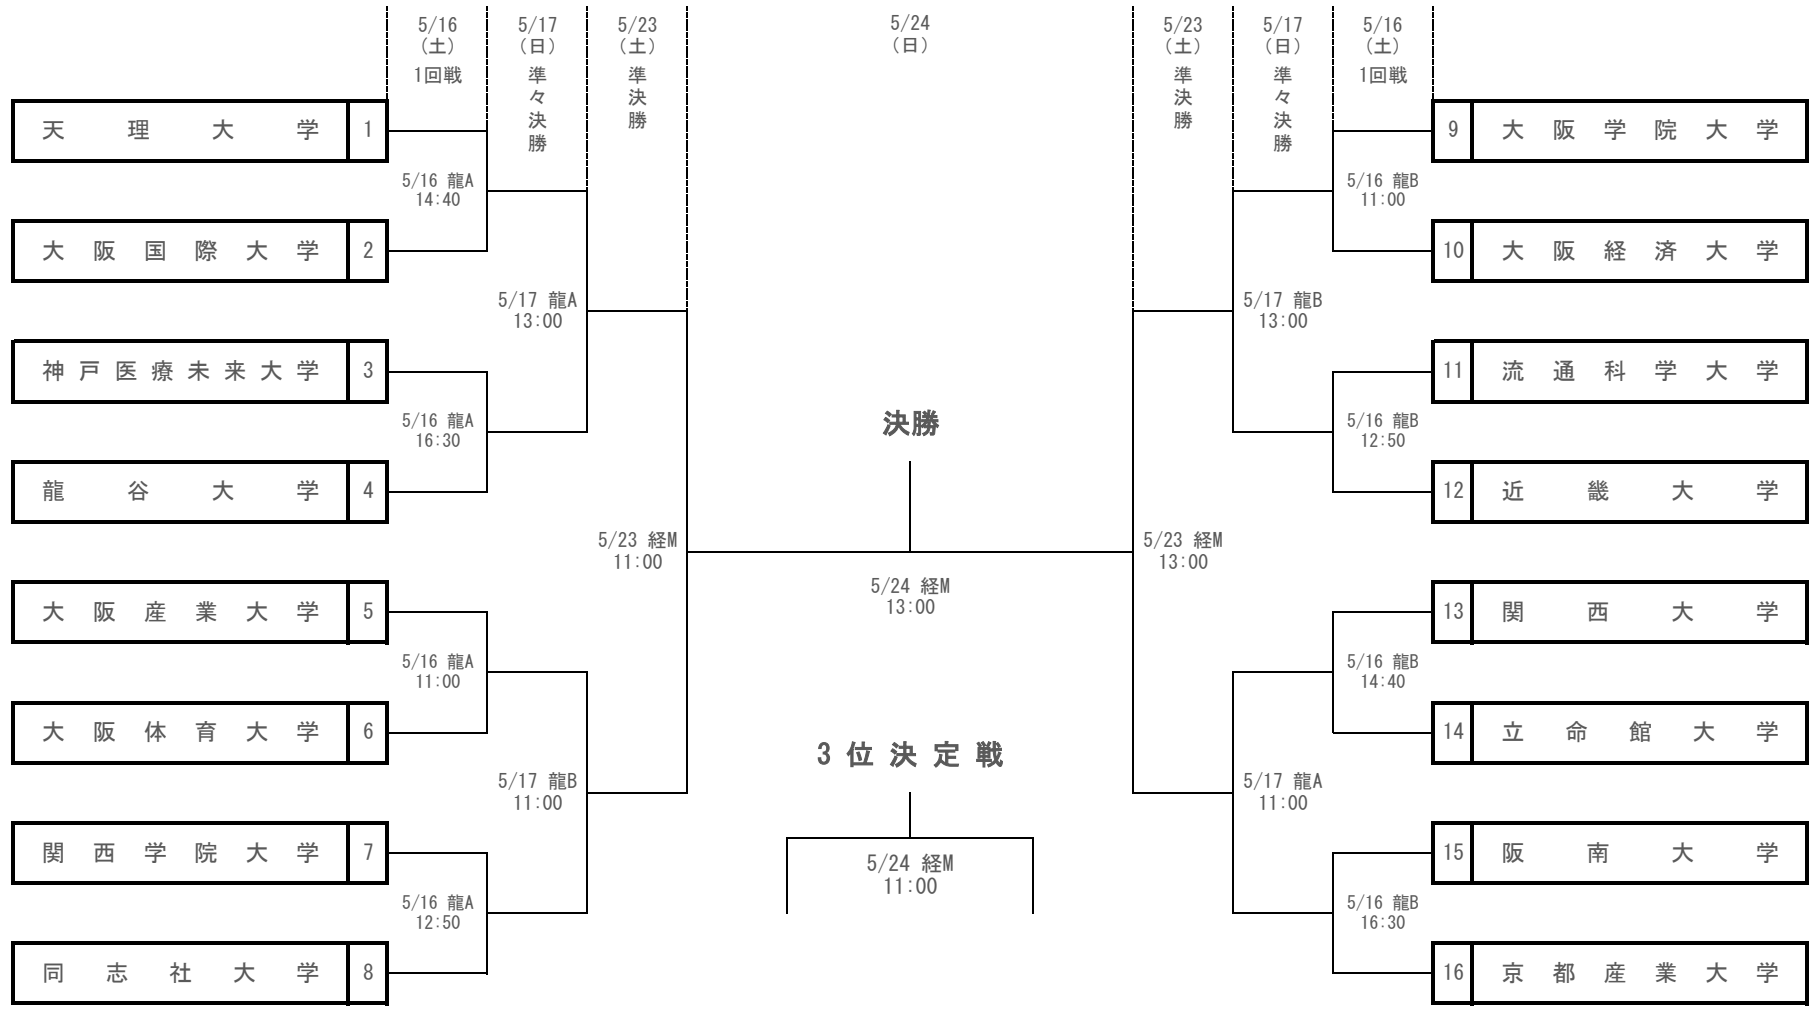 5/16
(土)
1回戦
5/17
(日)
準々決勝
5/23
(土)
準決勝
5/24
(日)
5/23
(土)
準決勝
5/17
(日)
準々決勝
5/16
(土)
1回戦
天理大学 1
5/16 龍A
14:40
大阪国際大学 2
5/17 龍A
13:00
神戸医療未来大学 3
5/16 龍A
16:30
龍谷大学 4
5/23 経M
11:00
大阪産業大学 5
5/16 龍A
11:00
大阪体育大学 6
5/17 龍B
11:00
関西学院大学 7
5/16 龍A
12:50
同志社大学 8
決勝
5/24 経M
13:00
3位決定戦
5/24 経M
11:00
9 大阪学院大学
5/16 龍B
11:00
10 大阪経済大学
5/17 龍B
13:00
11 流通科学大学
5/16 龍B
12:50
12 近畿大学
5/23 経M
13:00
13 関西大学
5/16 龍B
14:40
14 立命館大学
5/17 龍A
11:00
15 阪南大学
5/16 龍B
16:30
16 京都産業大学